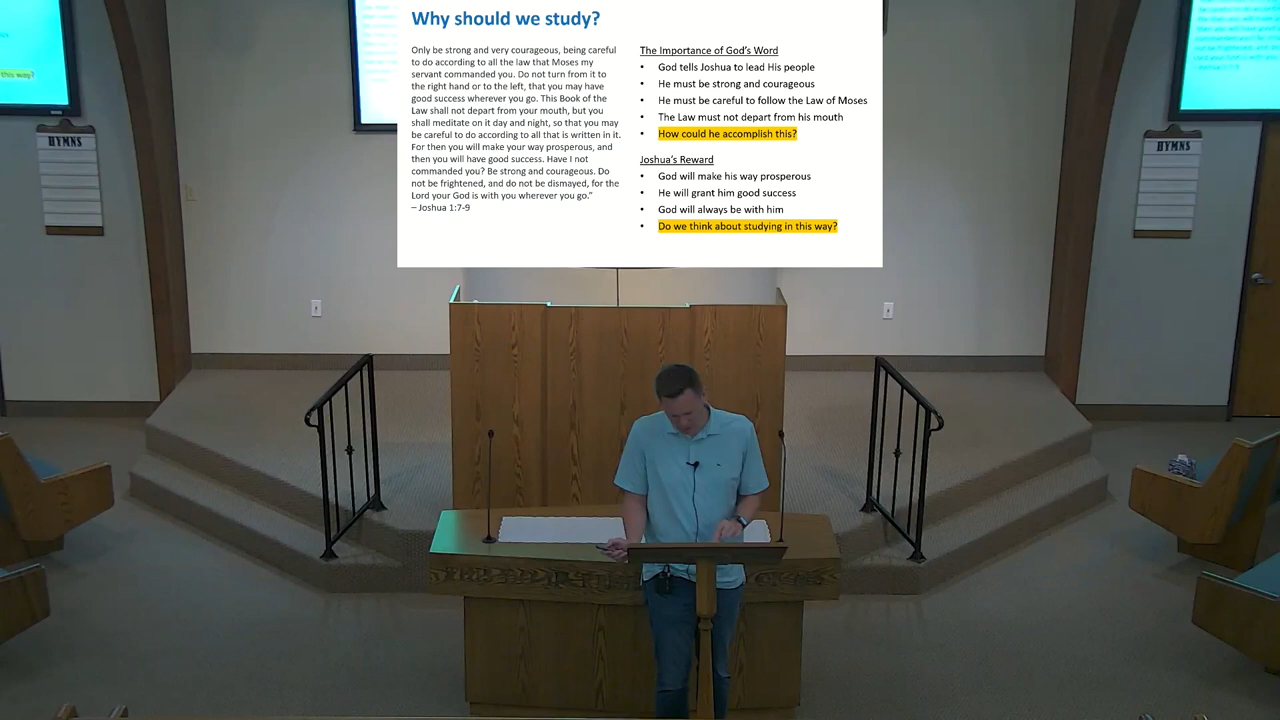 Why should we study?
Only be strong and very courageous, being careful
to do according to all the law that Moses my
servant commanded you. Do not turn from it to
the right hand or to the left, that you may have
good success wherever you go. This Book of the
Law shall not depart from your mouth, but you
shall meditate on it day and night, so that you may
be careful to do according to all that is written in it.
For then you will make your way prosperous, and
then you will have good success. Have I not
commanded you? Be strong and courageous. Do
not be frightened, and do not be dismayed, for the
Lord your God is with you wherever you go.”
– Joshua 1:7-9
The Importance of God’s Word
• God tells Joshua to lead His people
• He must be strong and courageous
• He must be careful to follow the Law of Moses
• The Law must not depart from his mouth
• How could he accomplish this?
Joshua’s Reward
• God will make his way prosperous
• He will grant him good success
• God will always be with him
• Do we think about studying in this way?
this way?
HYMNS
HYMNS